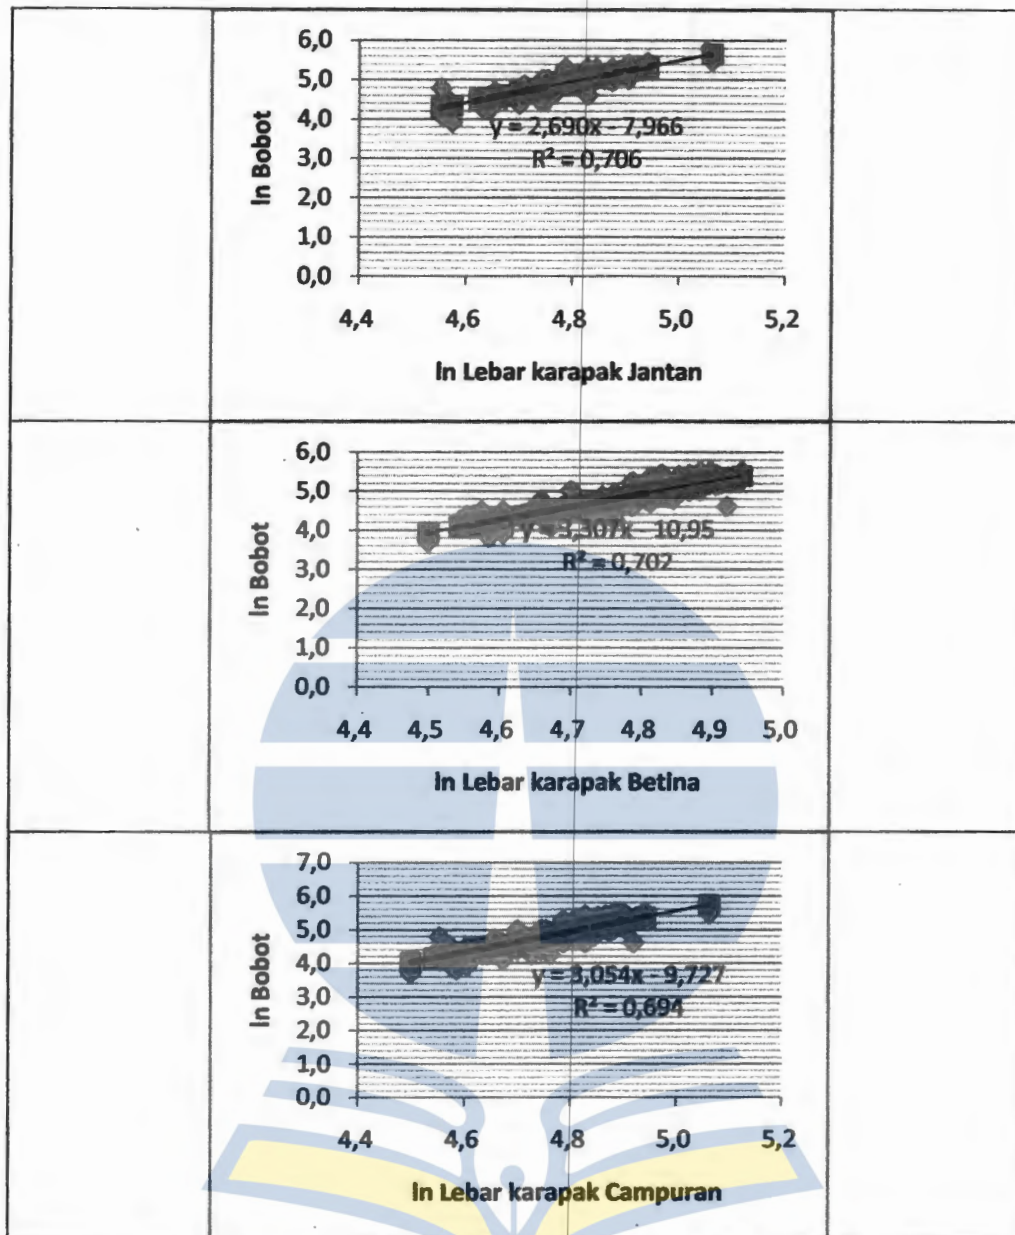 6,0
5,0
4,0
3,0
2,0
1,0
0,0
ln Bobot
y = 2,690x - 7,966
R² = 0,706
4,4 4,6 4,8 5,0 5,2
ln Lebar karapak Jantan
6,0
5,0
4,0
3,0
2,0
1,0
0,0
ln Bobot
y = 3,307x - 10,95
R² = 0,702
4,4 4,5 4,6 4,7 4,8 4,9 5,0
ln Lebar karapak Betina
7,0
6,0
5,0
4,0
3,0
2,0
1,0
0,0
ln Bobot
y = 3,054x - 9,727
R² = 0,694
4,4 4,6 4,8 5,0 5,2
ln Lebar karapak Campuran